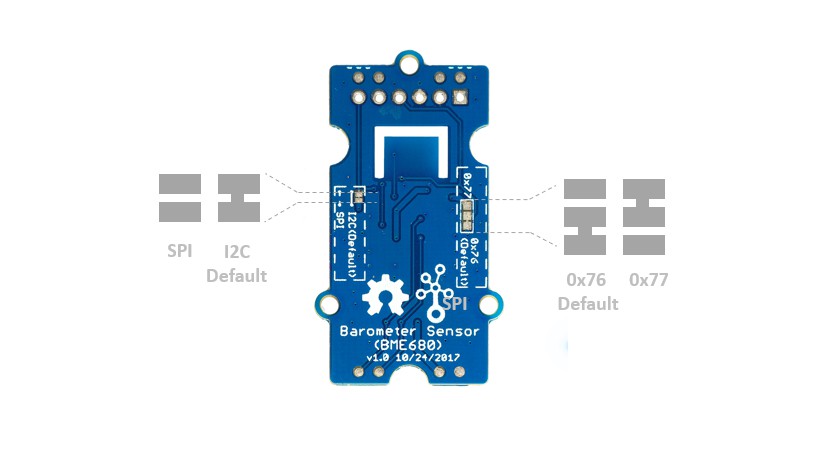 SPI
I2C
Default
I2C(Default)
SPI
0x77
0x76
(Default)
0x76
Default
0x77
SPI
Barometer Sensor
(BME680)
v1.0 10/24/2017